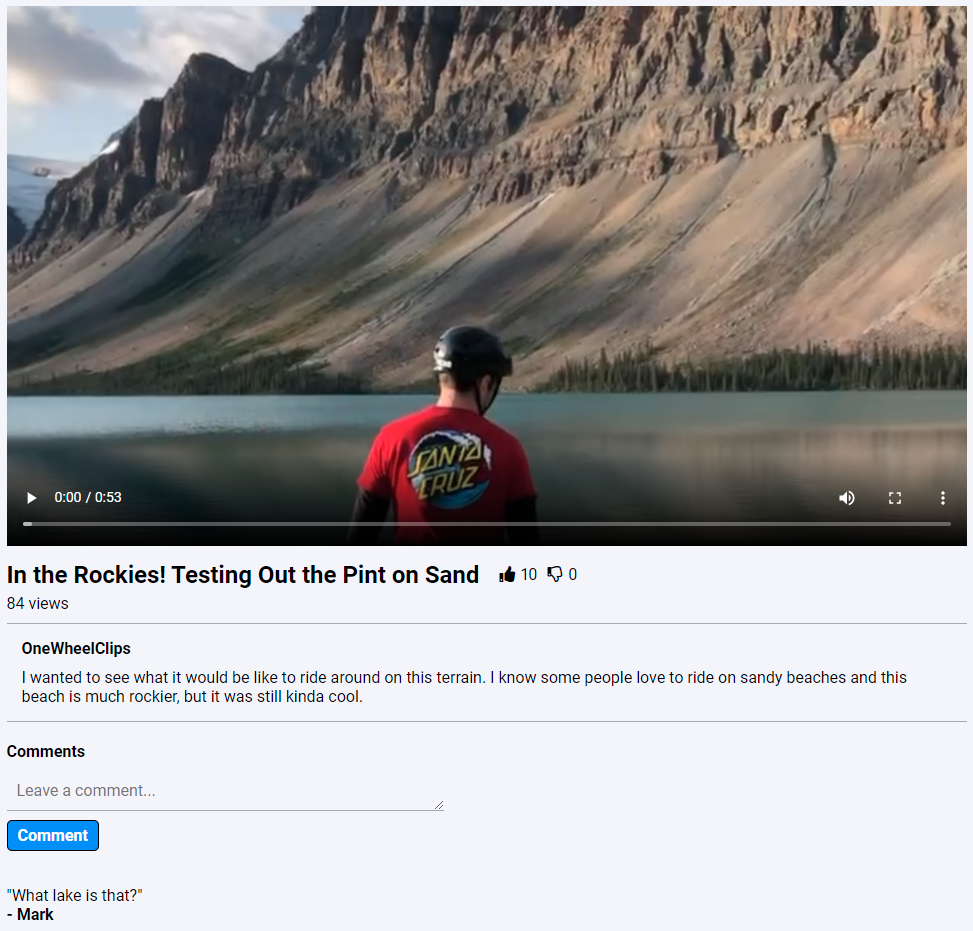 SANTA
CRUZ
0:00 / 0:53
In the Rockies! Testing Out the Pint on Sand 10 0
84 views
OneWheelClips
I wanted to see what it would be like to ride around on this terrain. I know some people love to ride on sandy beaches and this
beach is much rockier, but it was still kinda cool.
Comments
Leave a comment...
Comment
"What lake is that?"
- Mark